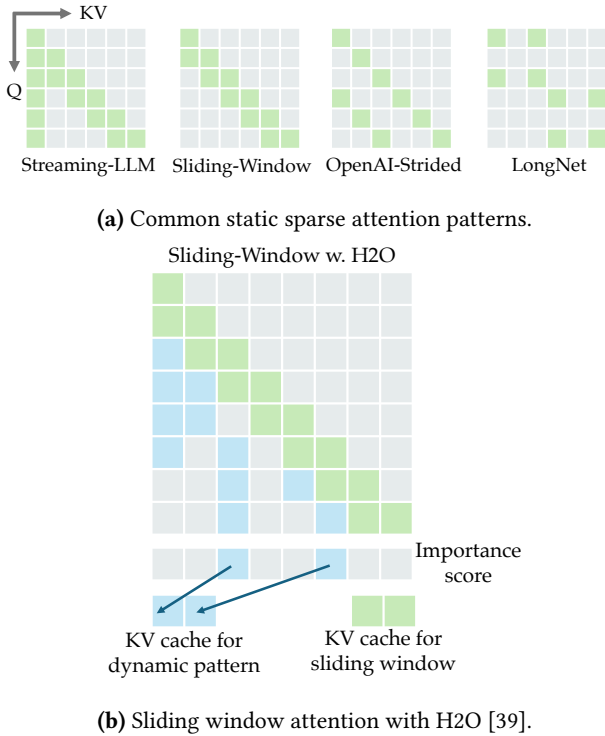 KV
Q
Streaming-LLM
Sliding-Window
OpenAI-Strided
LongNet
(a) Common static sparse attention patterns.
Sliding-Window w. H2O
Importance
score
KV cache for
dynamic pattern
KV cache for
sliding window
(b) Sliding window attention with H2O [39].